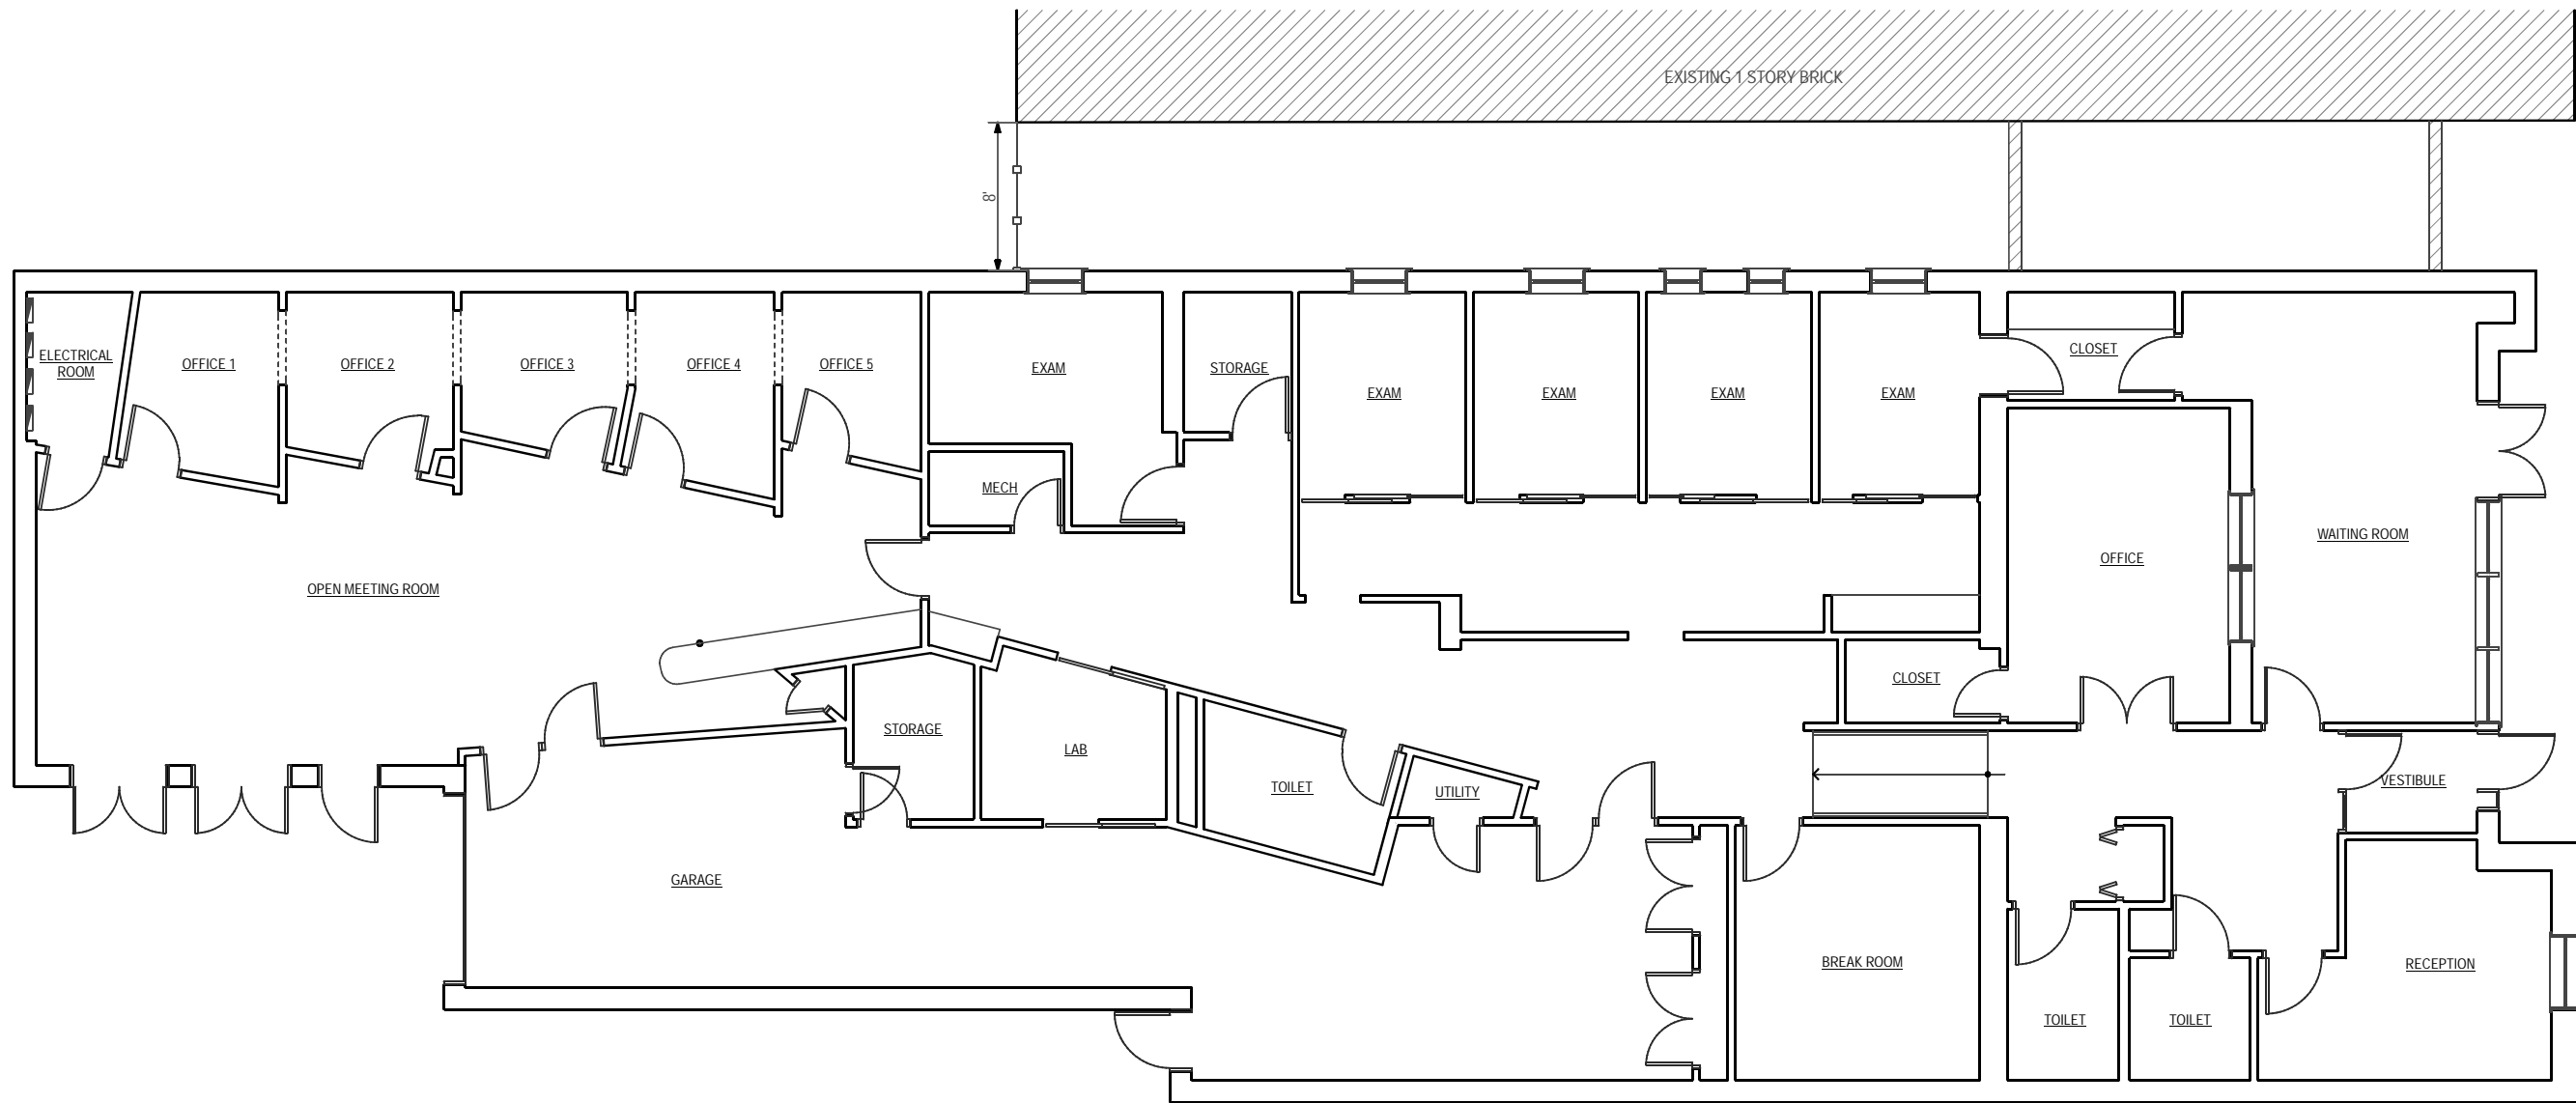 EXISTING 1 STORY BRICK
8'
ELECTRICAL
ROOM
OFFICE 1
OFFICE 2
OFFICE 3
OFFICE 4
OFFICE 5
EXAM
STORAGE
EXAM
EXAM
EXAM
EXAM
CLOSET
MECH
OPEN MEETING ROOM
OFFICE
WAITING ROOM
CLOSET
STORAGE
LAB
TOILET
UTILITY
VESTIBULE
GARAGE
BREAK ROOM
TOILET
TOILET
RECEPTION